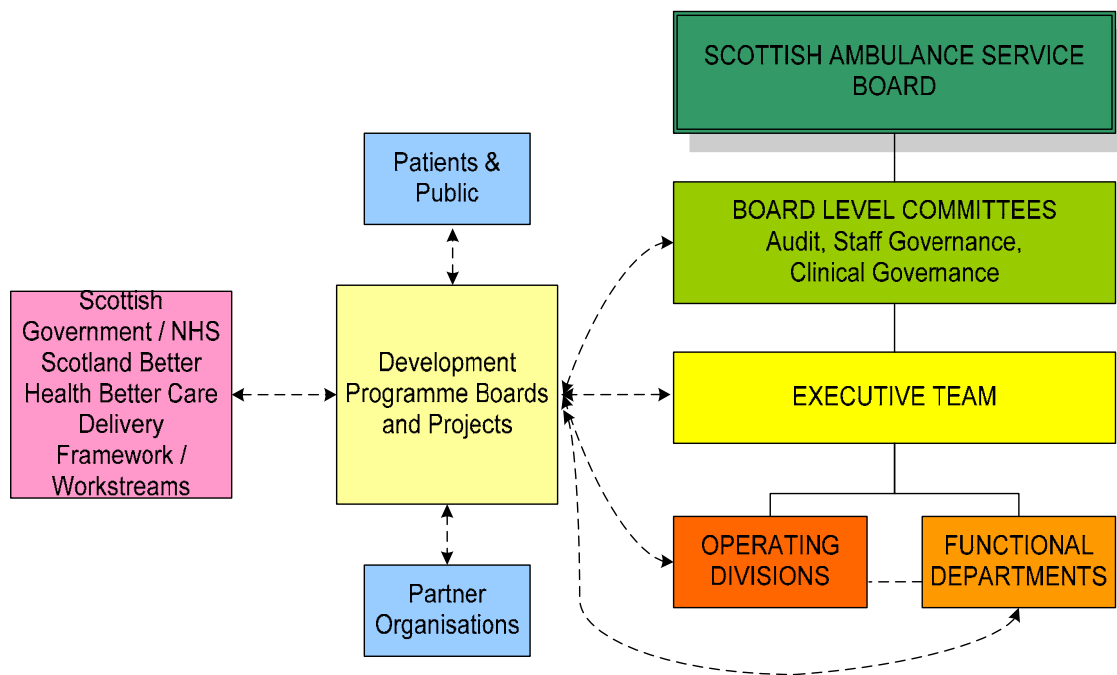 SCOTTISH AMBULANCE SERVICE
BOARD
Patients &
Public
BOARD LEVEL COMMITTEES
Audit, Staff Governance,
Clinical Governance
Scottish
Government / NHS
Scotland Better
Health Better Care
Delivery
Framework /
Workstreams
Development
Programme Boards
and Projects
EXECUTIVE TEAM
OPERATING
DIVISIONS
FUNCTIONAL
DEPARTMENTS
Partner
Organisations